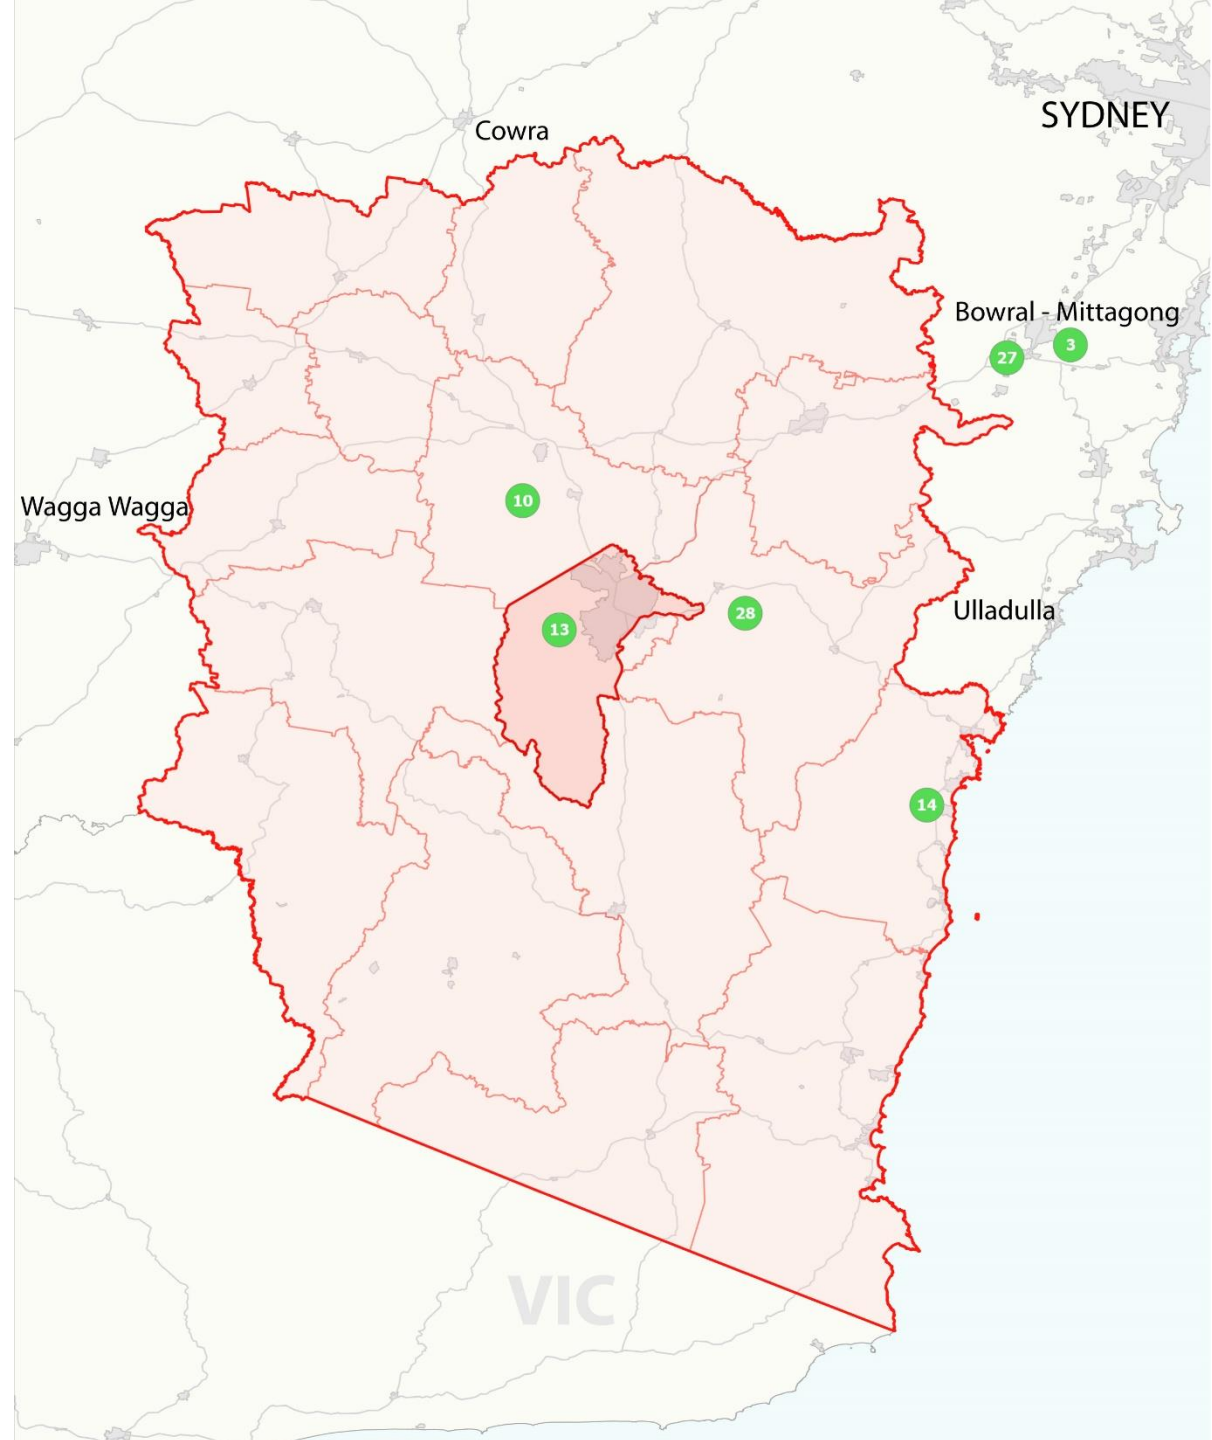 SYDNEY
Cowra
Bowral - Mittagong
3
27
10
Wagga Wagga
Ulladulla
28
13
14
VIC